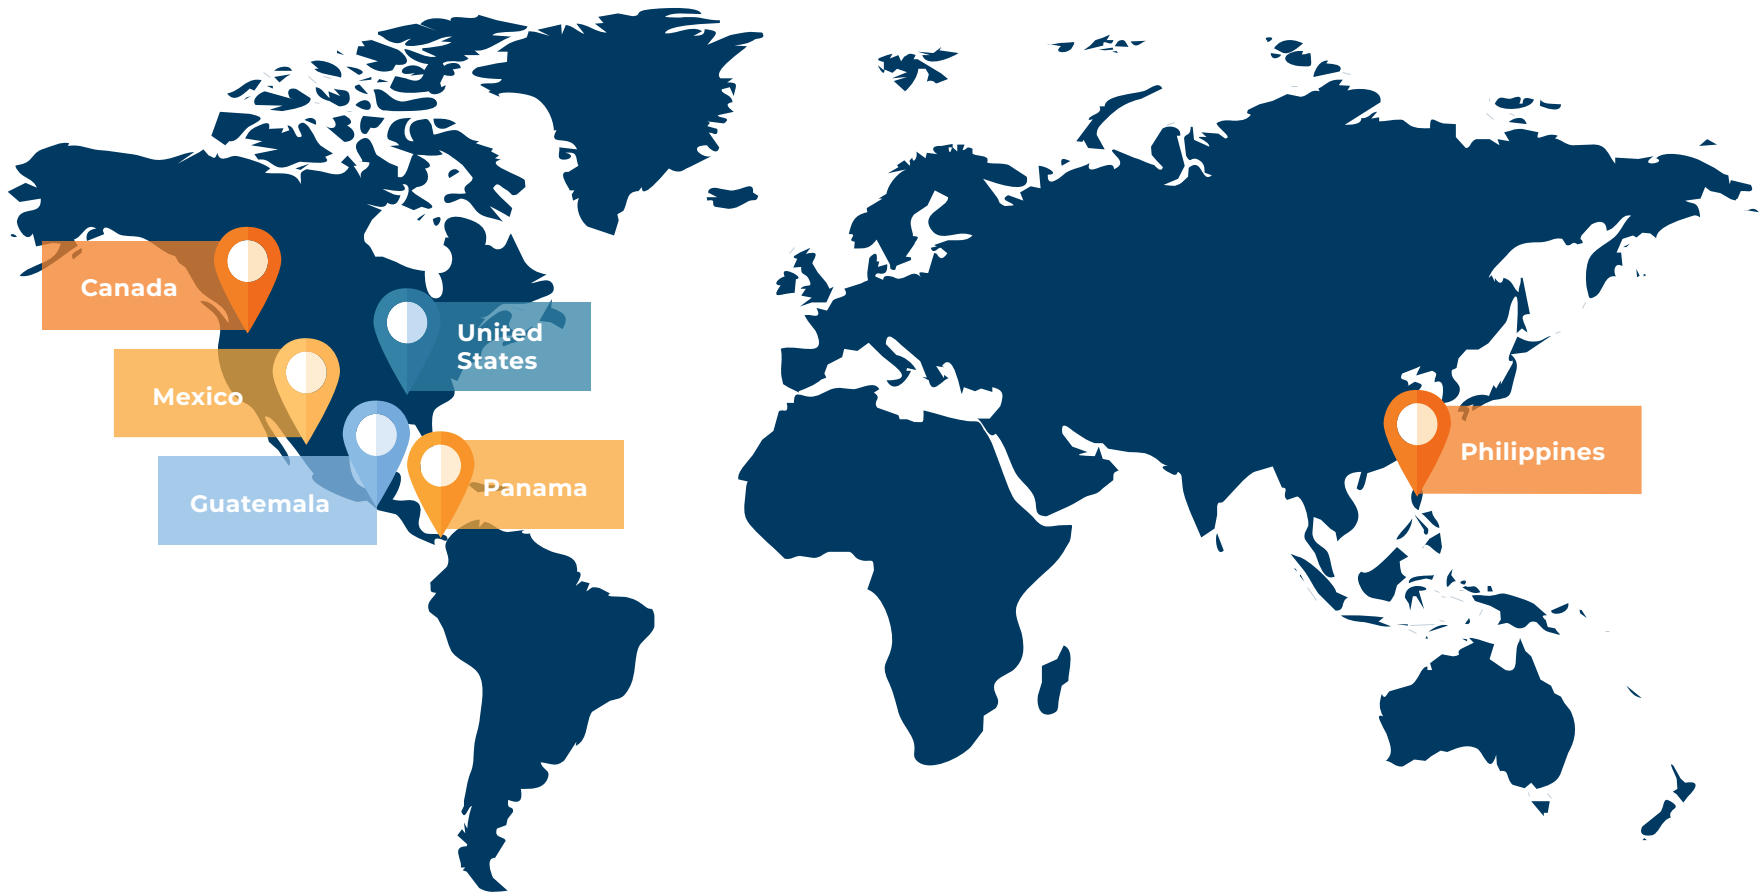 Canada
United
States
Mexico
Philippines
Panama
Guatemala